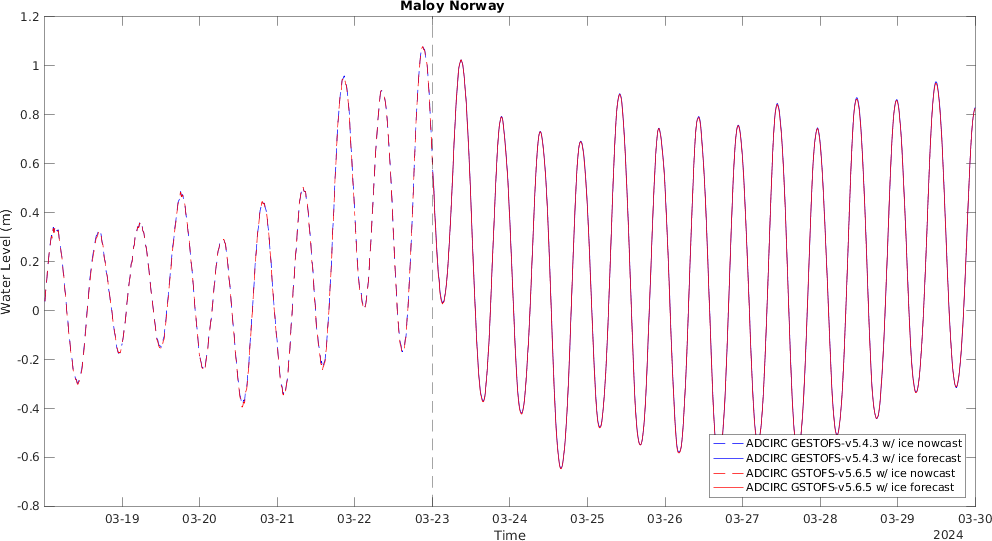 Maloy Norway
1.2
1
0.8
0.6
0.4
0.2
0
-0.2
-0.4
-0.6
-0.8
Water Level (m)
03-19 03-20 03-21 03-22 03-23 03-24 03-25 03-26 03-27 03-28 03-29 03-30
Time
2024
ADCIRC GESTOFS-v5.4.3 w/ ice nowcast
ADCIRC GESTOFS-v5.4.3 w/ ice forecast
ADCIRC GSTOFS-v5.6.5 w/ ice nowcast
ADCIRC GSTOFS-v5.6.5 w/ ice forecast